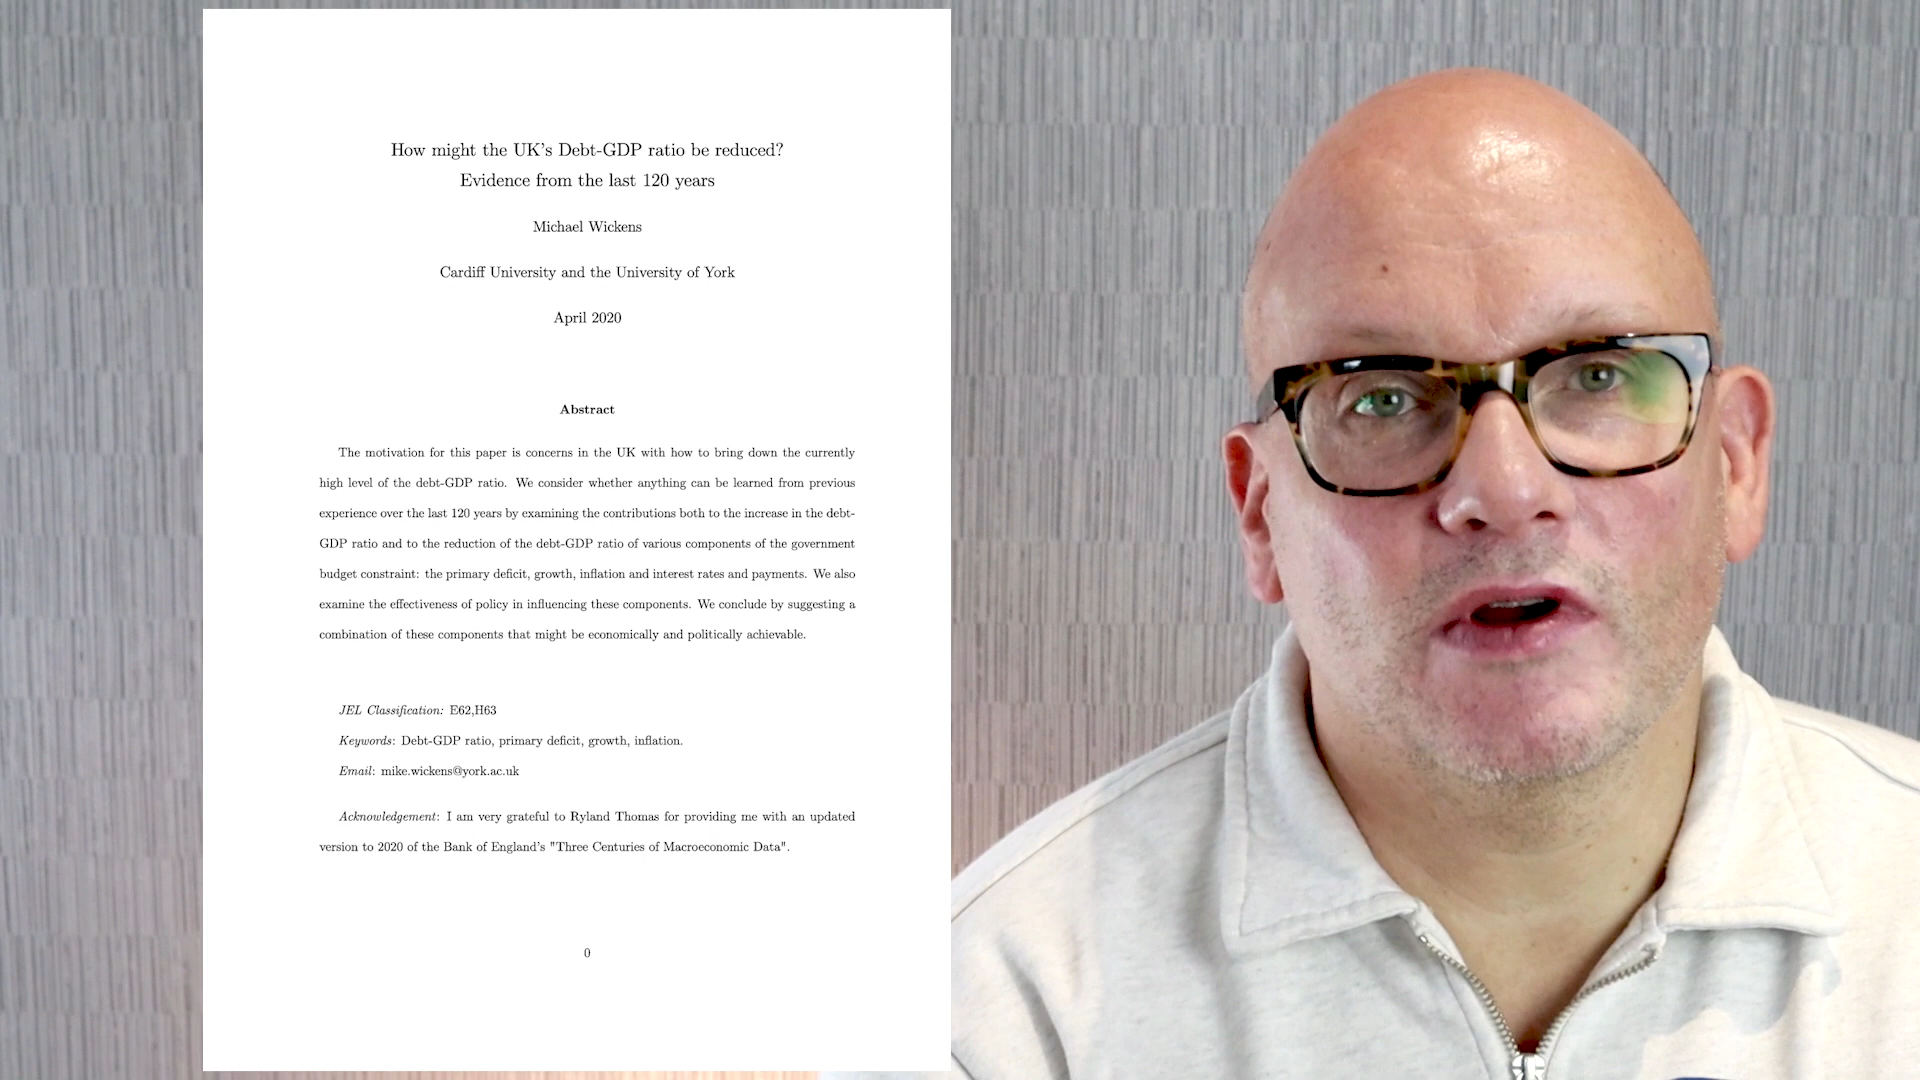 How might the UK's Debt-GDP ratio be reduced?
Evidence from the last 120 years
Michael Wickens
Cardiff University and the University of York
April 2020
Abstract
The motivation for this paper is concerns in the UK with how to bring down the currently
high level of the debt-GDP ratio. We consider whether anything can be learned from previous
experience over the last 120 years by examining the contributions both to the increase in the debt-
GDP ratio and to the reduction of the debt-GDP ratio of various components of the government
budget constraint: the primary deficit, growth, inflation and interest rates and payments. We also
examine the effectiveness of policy in influencing these components. We conclude by suggesting a
combination of these components that might be economically and politically achievable.
JEL Classification: E62,H63
Keywords: Debt-GDP ratio, primary deficit, growth, inflation.
Email: mike.wickens@york.ac.uk
Acknowledgement: I am very grateful to Ryland Thomas for providing me with an updated
version to 2020 of the Bank of England's "Three Centuries of Macroeconomic Data".
0